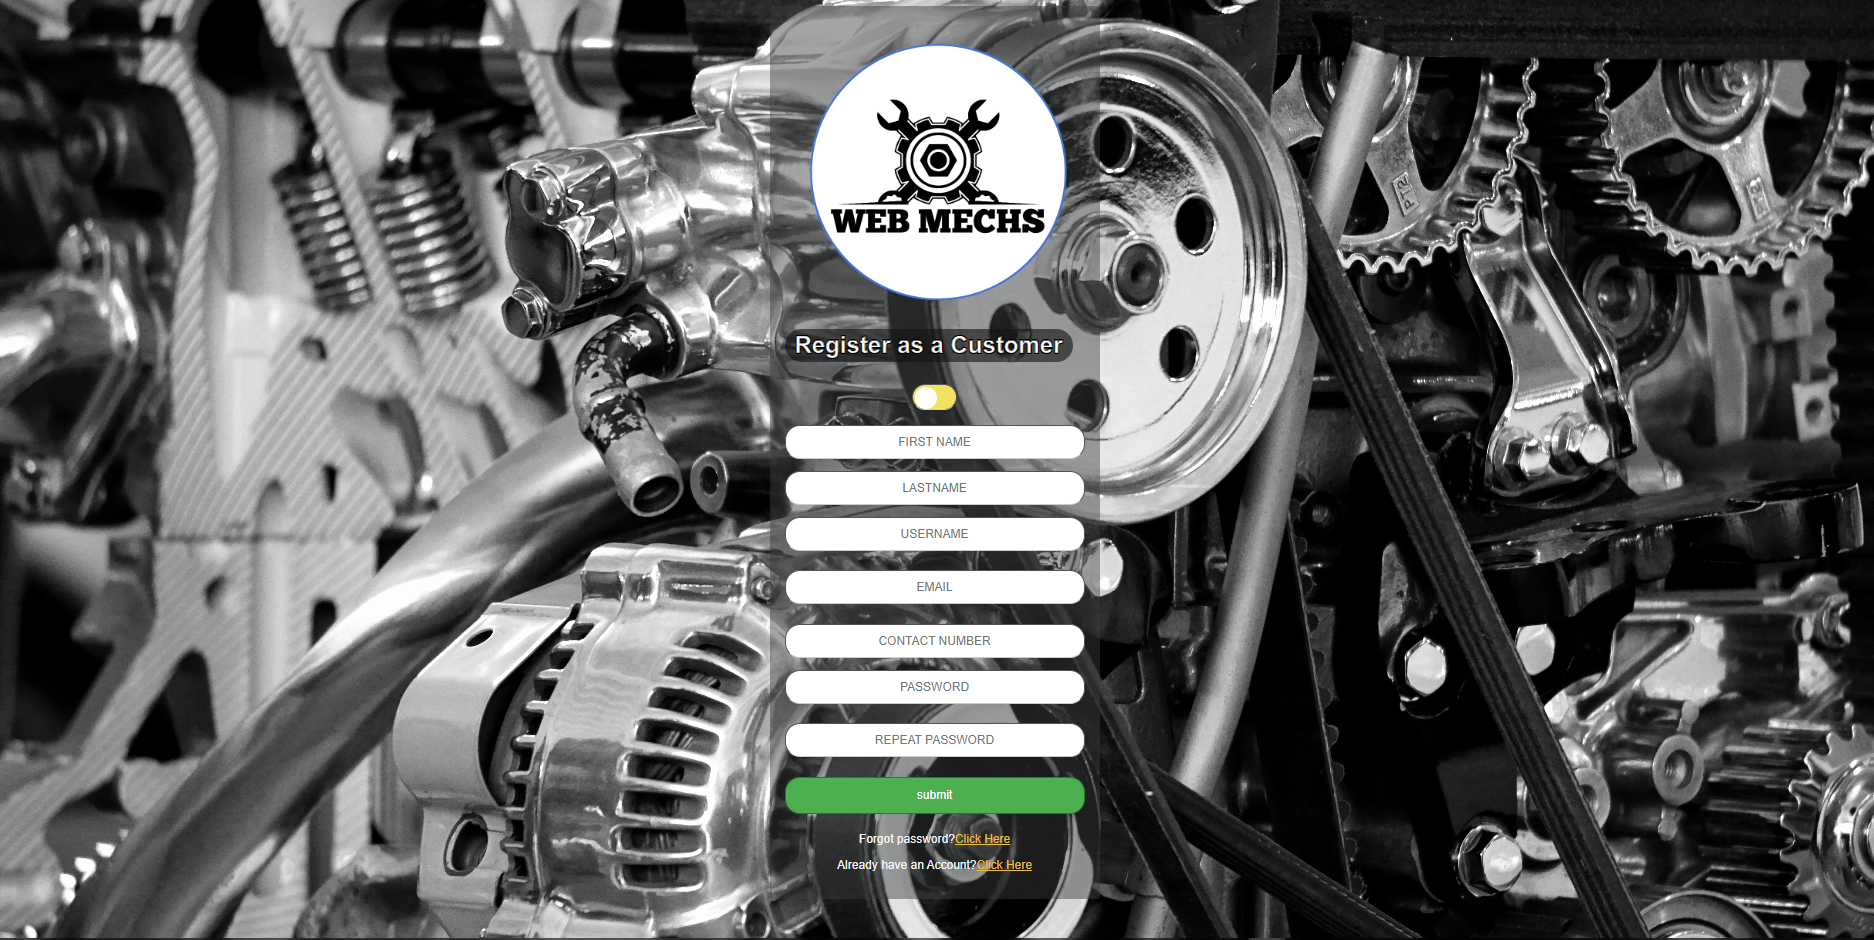 WEB MECHS
Register as a Customer
FIRST NAME
LASTNAME
USERNAME
EMAIL
CONTACT NUMBER
PASSWORD
REPEAT PASSWORD
submit
Forgot password?Click Here
Already have an Account?Click Here